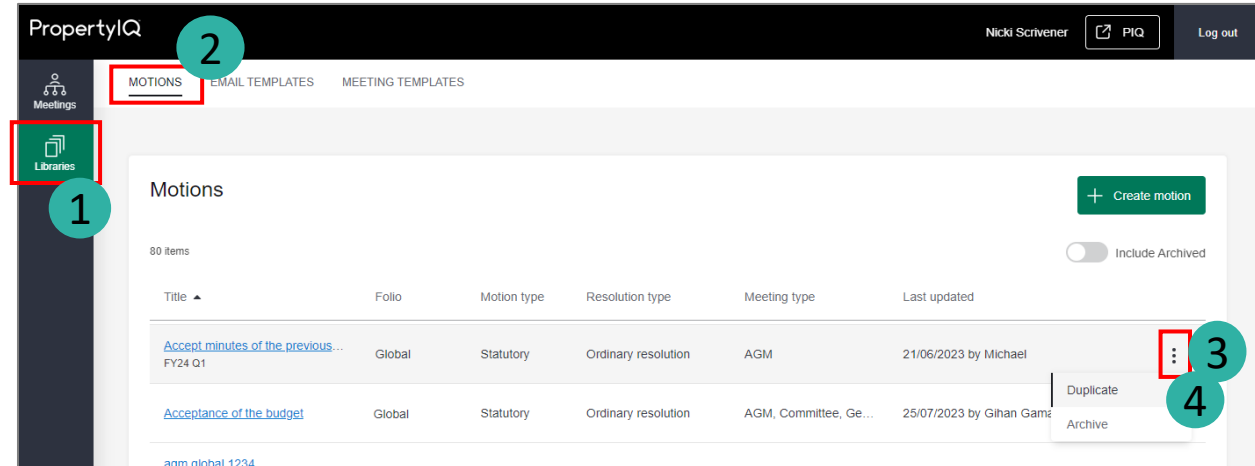 PropertyIQ
2
Nicki Scrivener
PIQ
Log out
Meetings
MOTIONS EMAIL TEMPLATES MEETING TEMPLATES
Libraries
1
Motions
Create motion
80 items
Include Archived
Title Folio Motion type Resolution type Meeting type Last updated
Accept minutes of the previous... Global Statutory Ordinary resolution AGM 21/06/2023 by Michael
FY24 Q1
3
Duplicate
4
Acceptance of the budget Global Statutory Ordinary resolution AGM, Committee, Ge... 25/07/2023 by Gihan Gama
Archive
agm global 1234